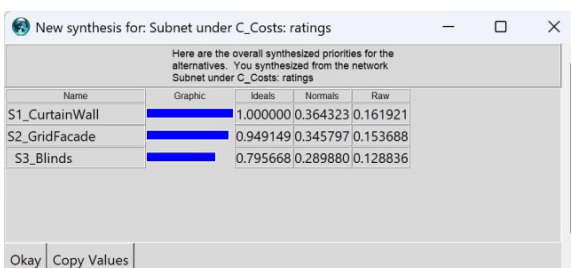 New synthesis for: Subnet under C_Costs: ratings
Here are the overall synthesized priorities for the
alternatives. You synthesized from the network
Subnet under C_Costs: ratings
Name Graphic Ideals Normals Raw
S1_CurtainWall 1.000000 0.364323 0.161921
S2_GridFacade 0.949149 0.345797 0.153688
S3_Blinds 0.795668 0.289880 0.128836
Okay Copy Values